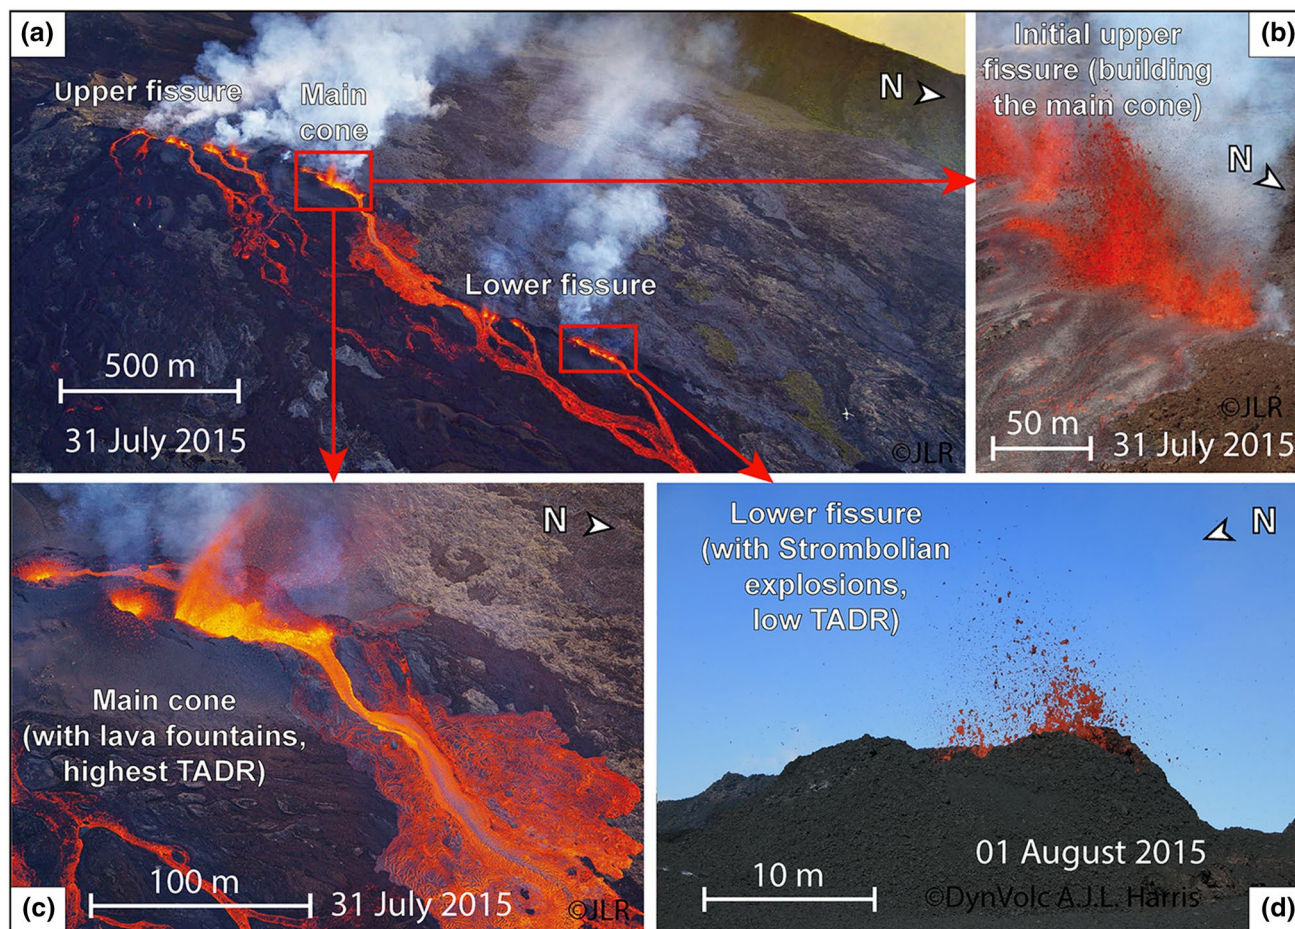 (a)
Upper fissure
Main
cone
N
Lower fissure
500 m
31 July 2015
©JLR
(b)
Initial upper
fissure (building
the main cone)
N
©JLR
50 m
31 July 2015
N
Main cone
(with lava fountains,
highest TADR)
100 m
31 July 2015
©JLR
(c)
Lower fissure
(with Strombolian
explosions,
low TADR)
N
01 August 2015
10 m
©DynVolc A.J.L. Harris
(d)